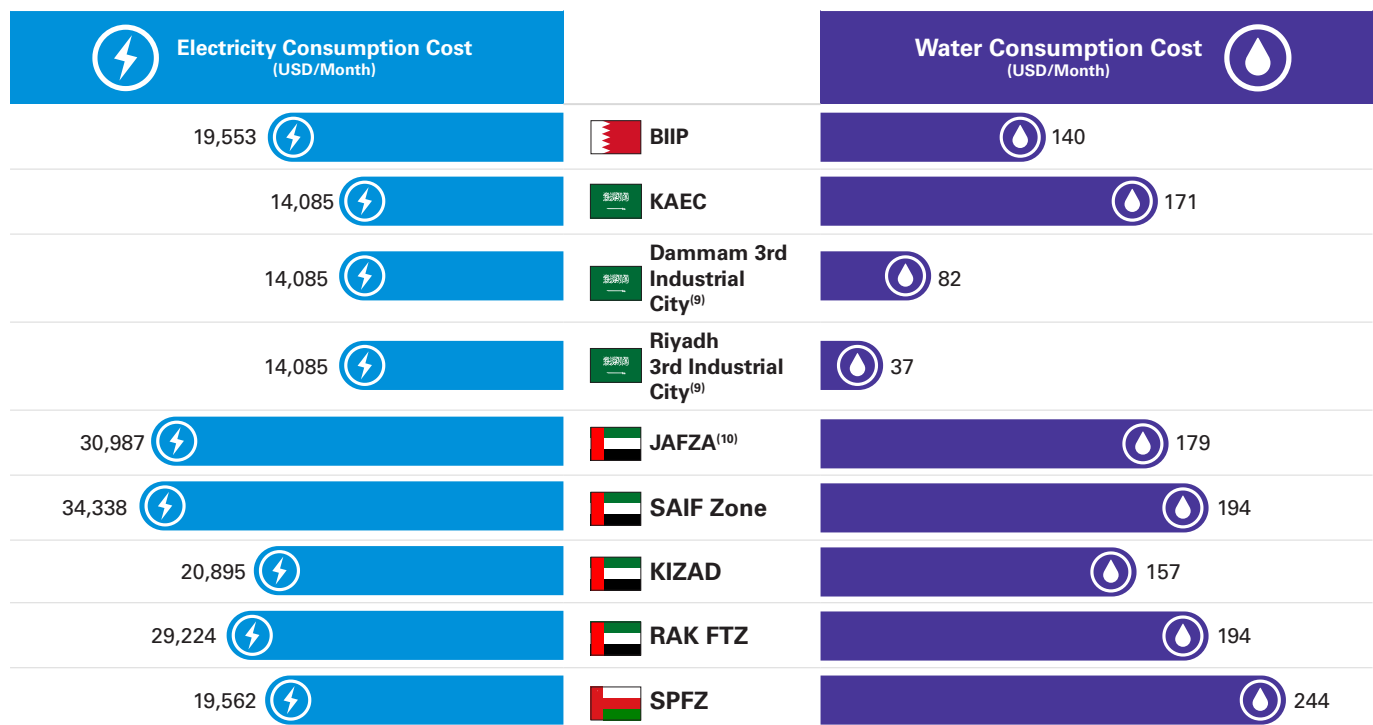 Electricity Consumption Cost
(USD/Month)
Water Consumption Cost
(USD/Month)
19,553
BIIP
140
14,085
KAEC
171
14,085
Dammam 3rd
Industrial
City(9)
82
14,085
Riyadh
3rd Industrial
City(9)
37
30,987
JAFZA(10)
179
34,338
SAIF Zone
194
20,895
KIZAD
157
29,224
RAK FTZ
194
19,562
SPFZ
244